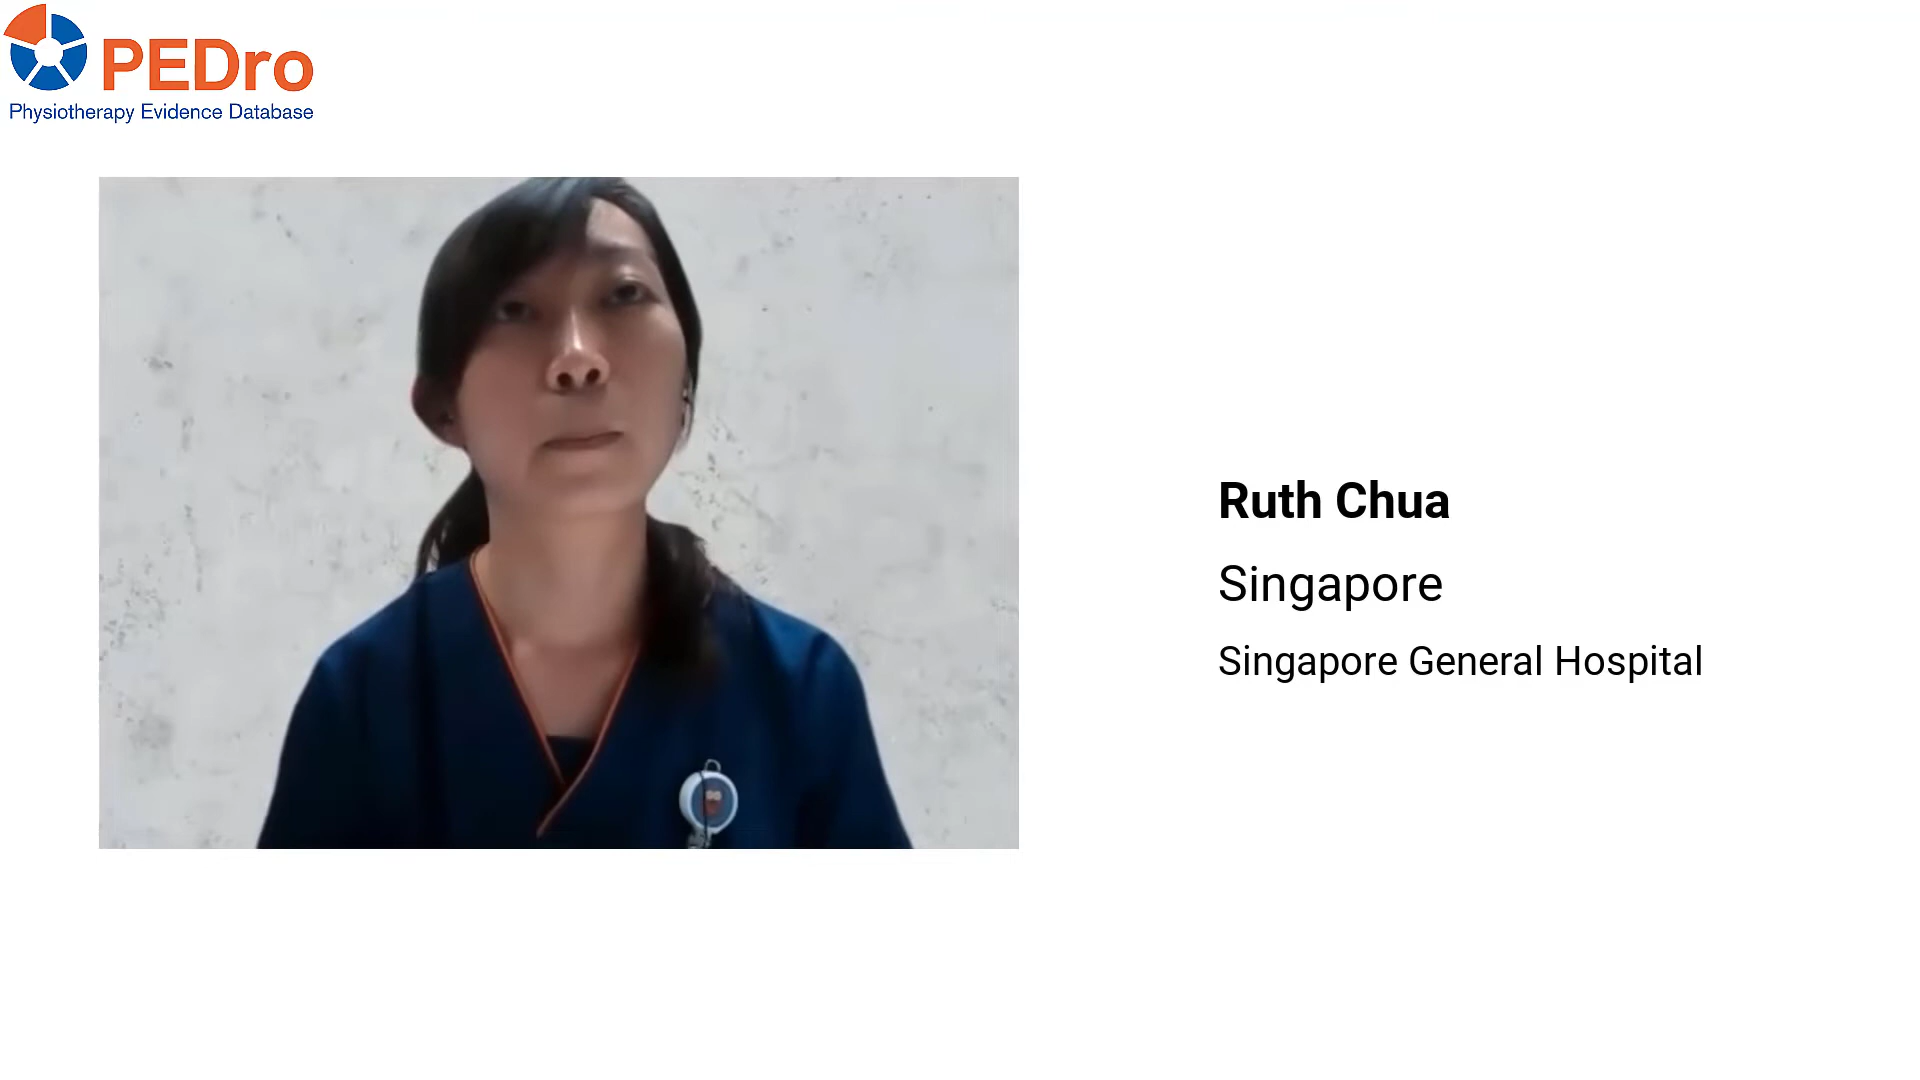 PEDro
Physiotherapy Evidence Database
Ruth Chua
Singapore
Singapore General Hospital